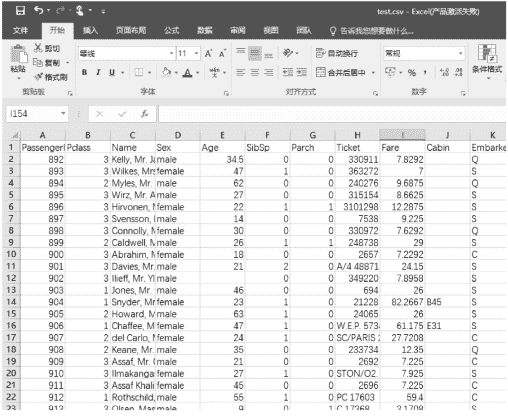 test.csv - Excel(产品激活失败)
文件 开始 插入 页面布局 公式 数据 审阅 视图 团队 告诉我您想要做什么...
剪切
复制
格式刷
粘贴
剪贴板
等线 11 A A
B I U A
字体
自动换行
合并后居中
对齐方式
常规
% ,
数字
条件格式
I154 fx
A B C D E F G H I J K
1 PassengerI Pclass Name Sex Age SibSp Parch Ticket Fare Cabin Embarke
2 892 3 Kelly, Mr. Ja male 34.5 0 0 330911 7.8292 Q
3 893 3 Wilkes, Mrs female 47 1 0 363272 7 S
4 894 2 Myles, Mr. male 62 0 0 240276 9.6875 Q
5 895 3 Wirz, Mr. A male 27 0 0 315154 8.6625 S
6 896 3 Hirvonen, M female 22 1 1 3101298 12.2875 S
7 897 3 Svensson, male 14 0 0 7538 9.225 S
8 898 3 Connolly, M female 30 0 0 330972 7.6292 Q
9 899 2 Caldwell, M male 26 1 1 248738 29 S
10 900 3 Abrahim, M female 18 0 0 2657 7.2292 C
11 901 3 Davies, Mr. male 21 2 0 A/4 48871 24.15 S
12 902 3 Ilieff, Mr. Yl male 0 0 349220 7.8958 S
13 903 1 Jones, Mr. male 46 0 0 694 26 S
14 904 1 Snyder, Mr female 23 1 0 21228 82.2667 B45 S
15 905 2 Howard, M male 63 1 0 24065 26 S
16 906 1 Chaffee, M female 47 1 0 W.E.P. 573 61.175 E31 S
17 907 2 del Carlo, M female 24 1 0 SC/PARIS 2 27.7208 C
18 908 2 Keane, Mr. male 35 0 0 233734 12.35 Q
19 909 3 Assaf, Mr. male 21 0 0 2692 7.225 C
20 910 3 Ilmakanga female 27 1 0 STON/O2. 7.925 S
21 911 3 Assaf Khali female 45 0 0 2696 7.225 C
22 912 1 Rothschild, male 55 1 0 PC 17603 59.4 C
23 913 3 Olsen, Mas male 9 0 1 C 17368 3.1708 S